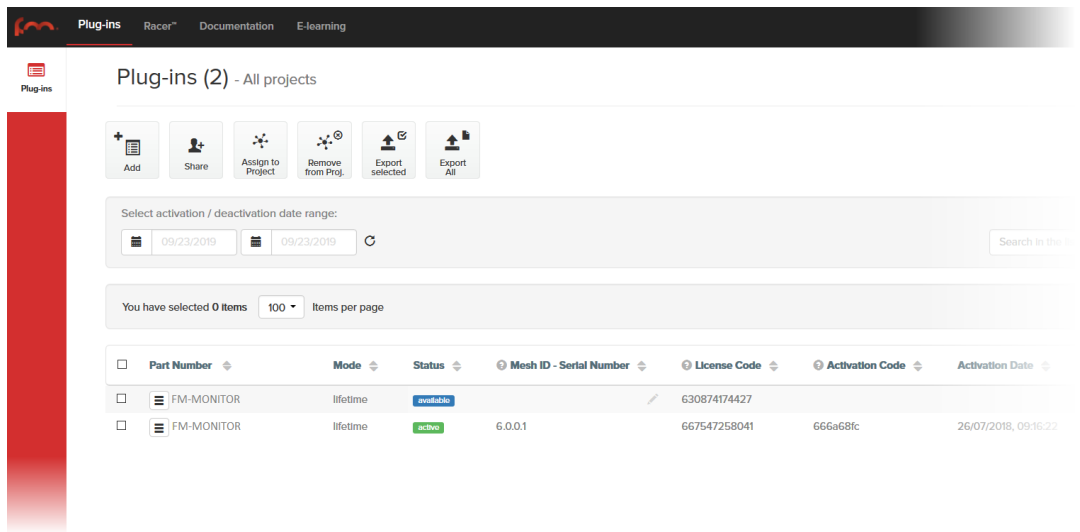 fm Plug-ins Racer™ Documentation E-learning
Plug-ins
Plug-ins (2) - All projects
Add
Share
Assign to
Project
Remove
from Proj.
Export
selected
Export
All
Select activation / deactivation date range:
09/23/2019 09/23/2019 Search in the
You have selected 0 items 100 Items per page
Part Number Mode Status Mesh ID - Serial Number License Code Activation Code Activation Date
FM-MONITOR lifetime available 630874174427
FM-MONITOR lifetime active 6.0.0.1 667547258041 666a68fc 26/07/2018, 09:16:22